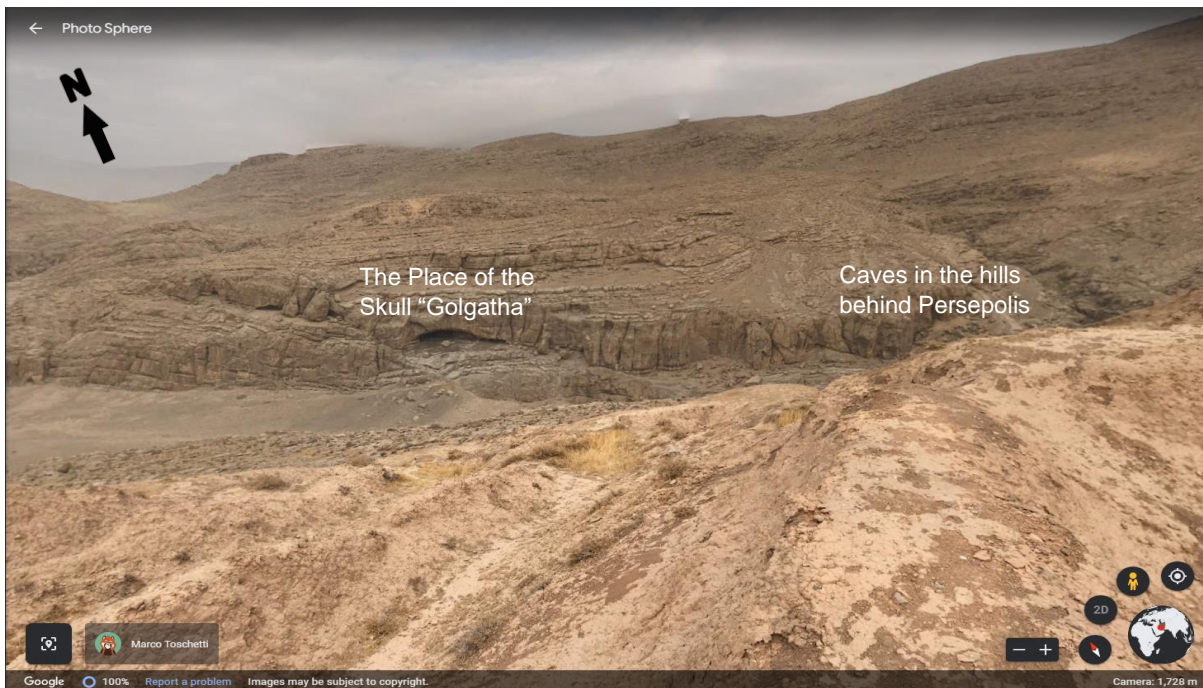 Photo Sphere
N
The Place of the
Skull “Golgatha”
Caves in the hills
behind Persepolis
2D
Marco Toschetti
Google 100% Report a problem Images may be subject to copyright. Camera: 1,728 m